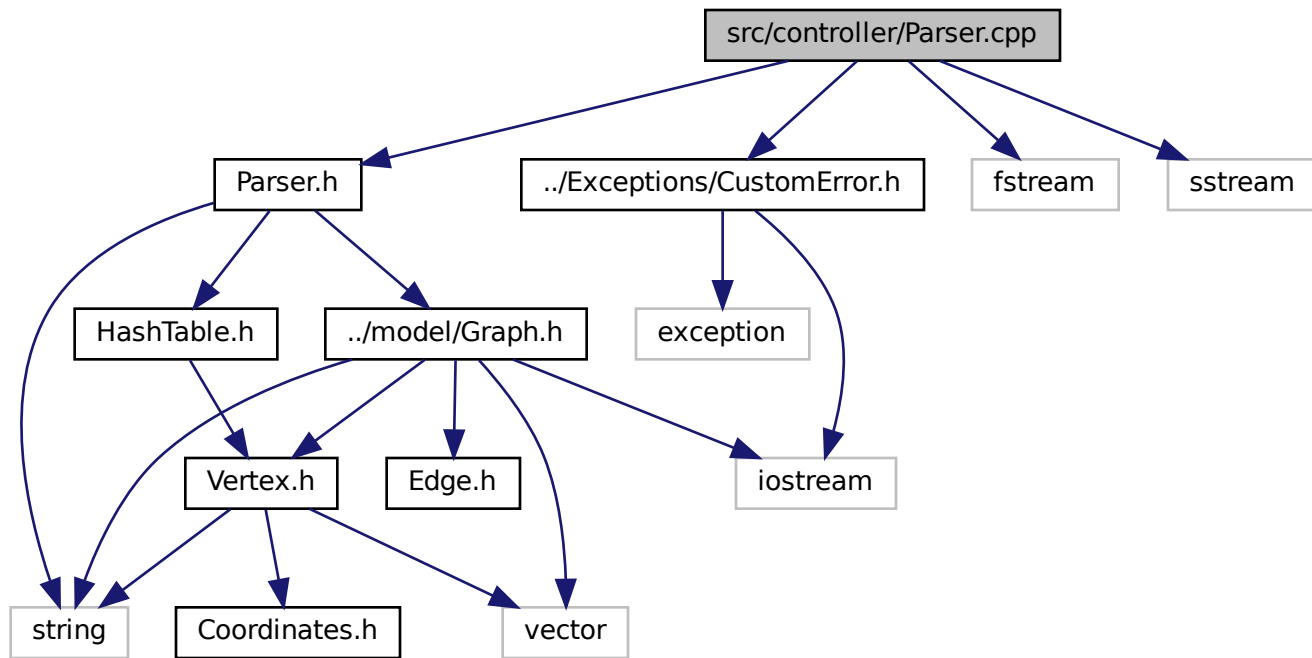 src/controller/Parser.cpp
Parser.h
../Exceptions/CustomError.h
fstream
sstream
HashTable.h
../model/Graph.h
exception
Vertex.h
Edge.h
iostream
string
Coordinates.h
vector